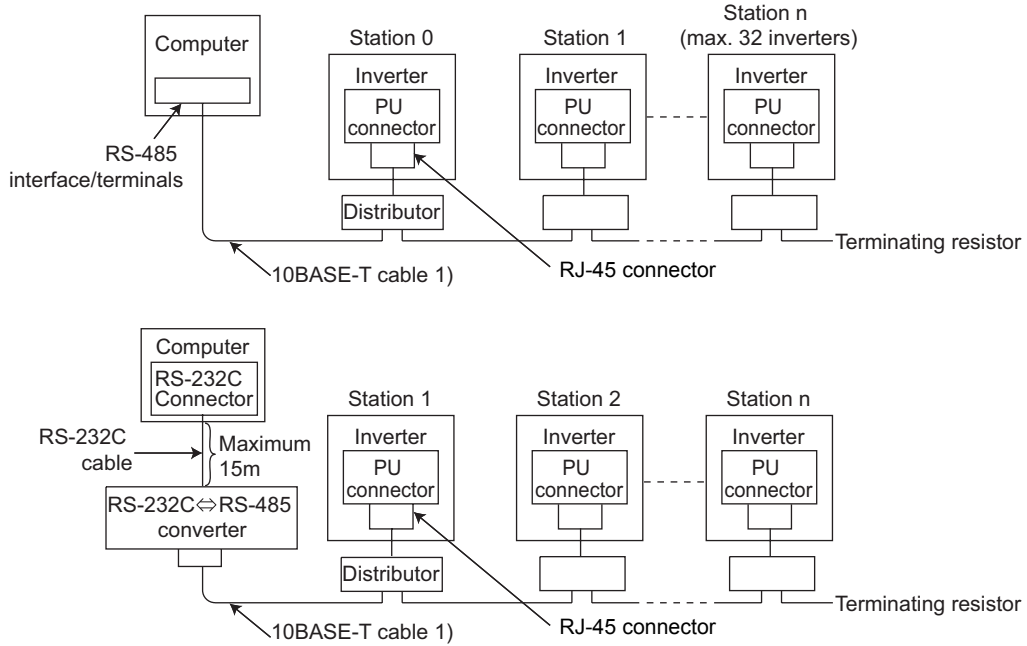 Computer
RS-485
interface/terminals
Station 0
Inverter
PU
connector
Distributor
Station 1
Inverter
PU
connector
Station n
(max. 32 inverters)
Inverter
PU
connector
Terminating resistor
10BASE-T cable 1)
RJ-45 connector
Computer
RS-232C
Connector
RS-232C
cable
Maximum
15m
RS-232C⇔RS-485
converter
Station 1
Inverter
PU
connector
Distributor
Station 2
Inverter
PU
connector
Station n
Inverter
PU
connector
Terminating resistor
10BASE-T cable 1)
RJ-45 connector